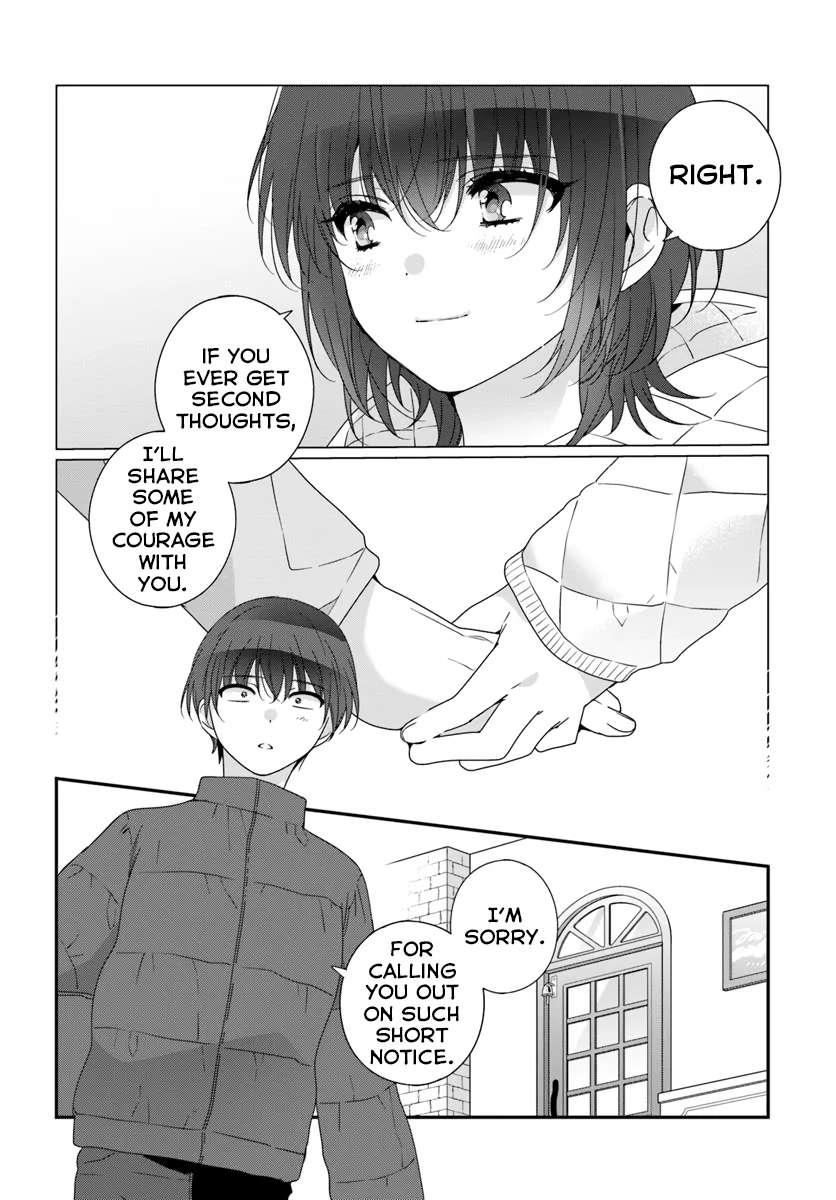 RIGHT.
IF YOU
EVER GET
SECOND
THOUGHTS,
I'LL
SHARE
SOME
OF MY
COURAGE
WITH
YOU.
I'M
SORRY.
FOR
CALLING
YOU OUT
ON SUCH
SHORT
NOTICE.